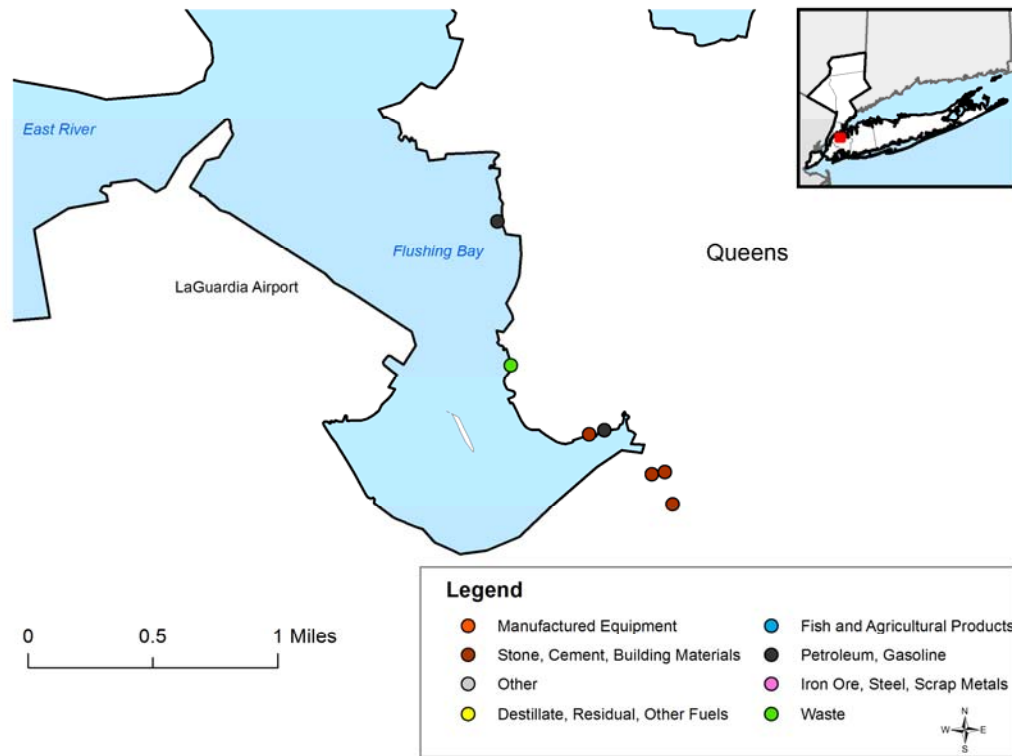 East River
Flushing Bay
Queens
LaGuardia Airport
Legend
Manufactured Equipment
Stone, Cement, Building Materials
Other
Destillate, Residual, Other Fuels
Fish and Agricultural Products
Petroleum, Gasoline
Iron Ore, Steel, Scrap Metals
Waste
0 0.5 1 Miles
N
W E
S